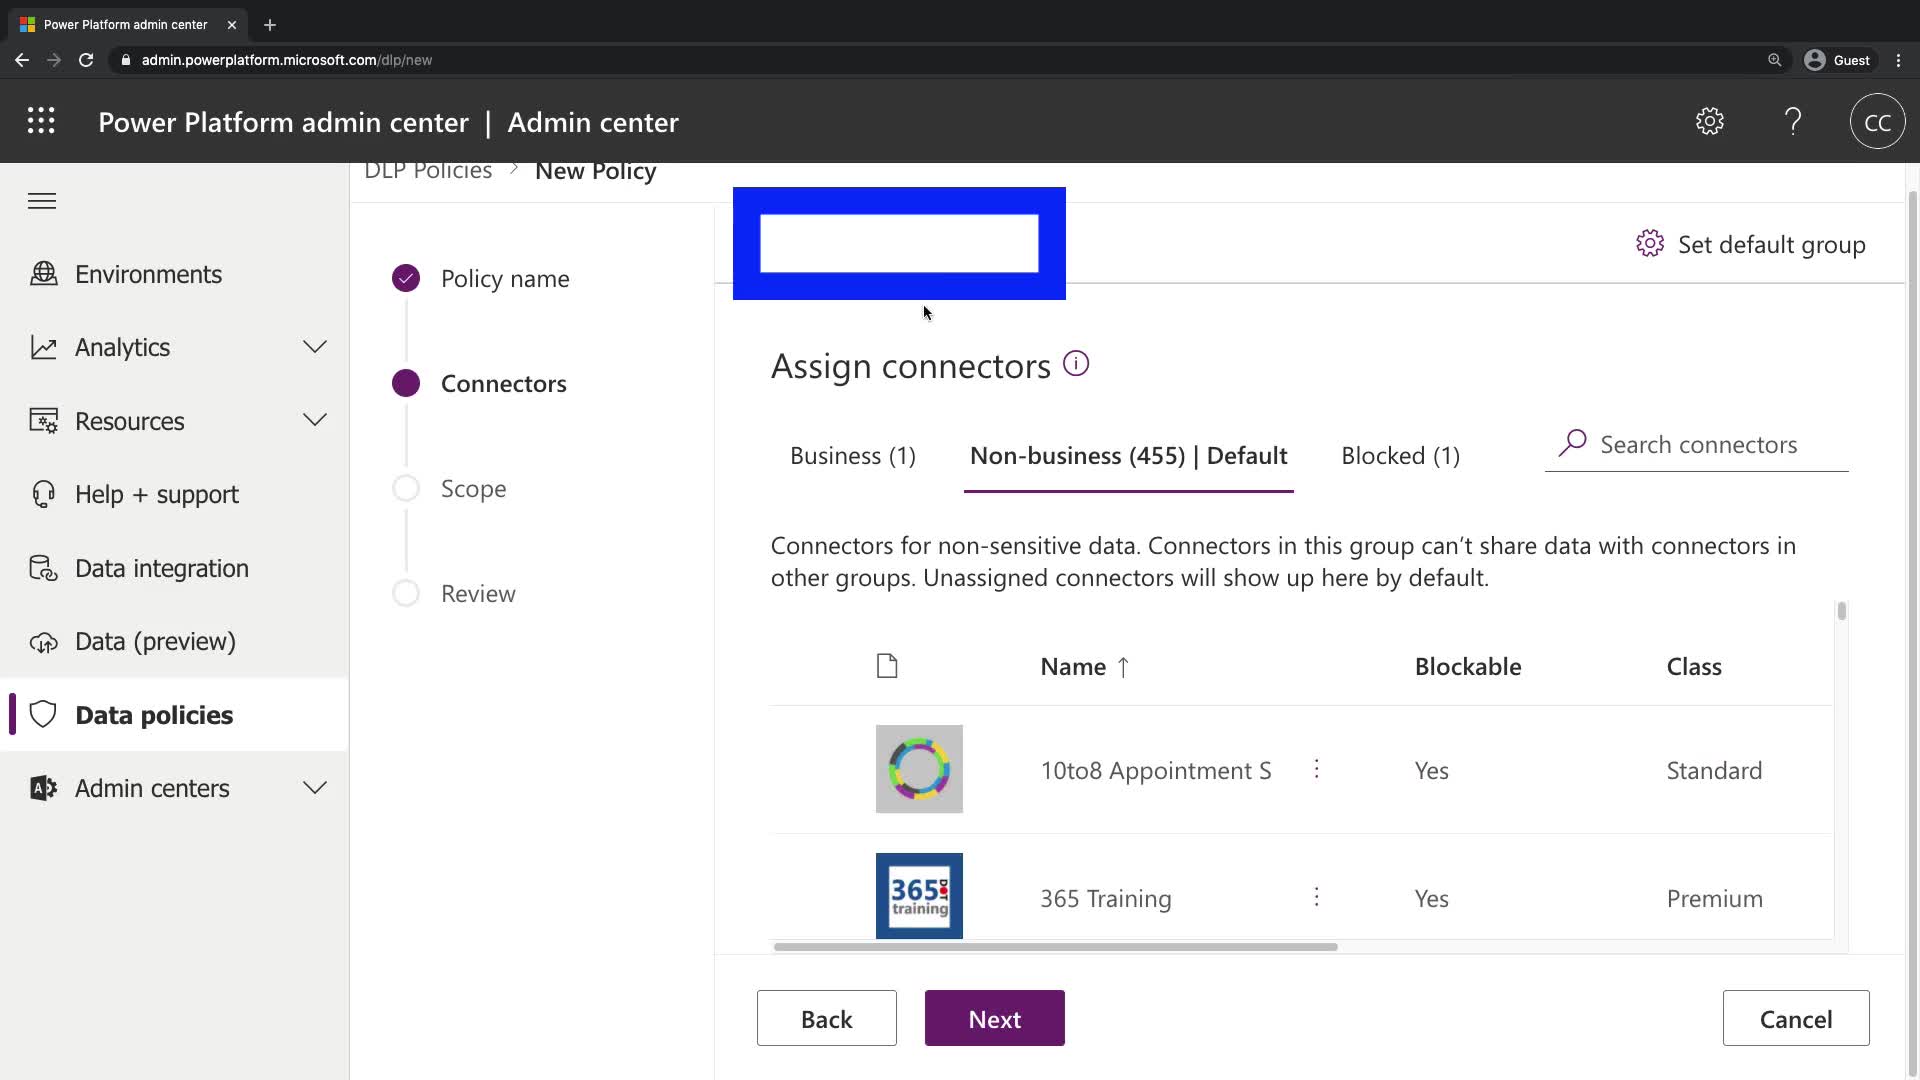 Power Platform admin center
admin.powerplatform.microsoft.com/dlp/new
Guest
Power Platform admin center | Admin center
CC
DLP Policies > New Policy
Set default group
Environments
Analytics
Resources
Help + support
Data integration
Data (preview)
Data policies
Admin centers
Policy name
Connectors
Scope
Review
Assign connectors
Business (1)
Non-business (455) | Default
Blocked (1)
Search connectors
Connectors for non-sensitive data. Connectors in this group can't share data with connectors in
other groups. Unassigned connectors will show up here by default.
Name ↑ Blockable Class
10to8 Appointment S Yes Standard
365 DOT
training
365 Training Yes Premium
Back
Next
Cancel